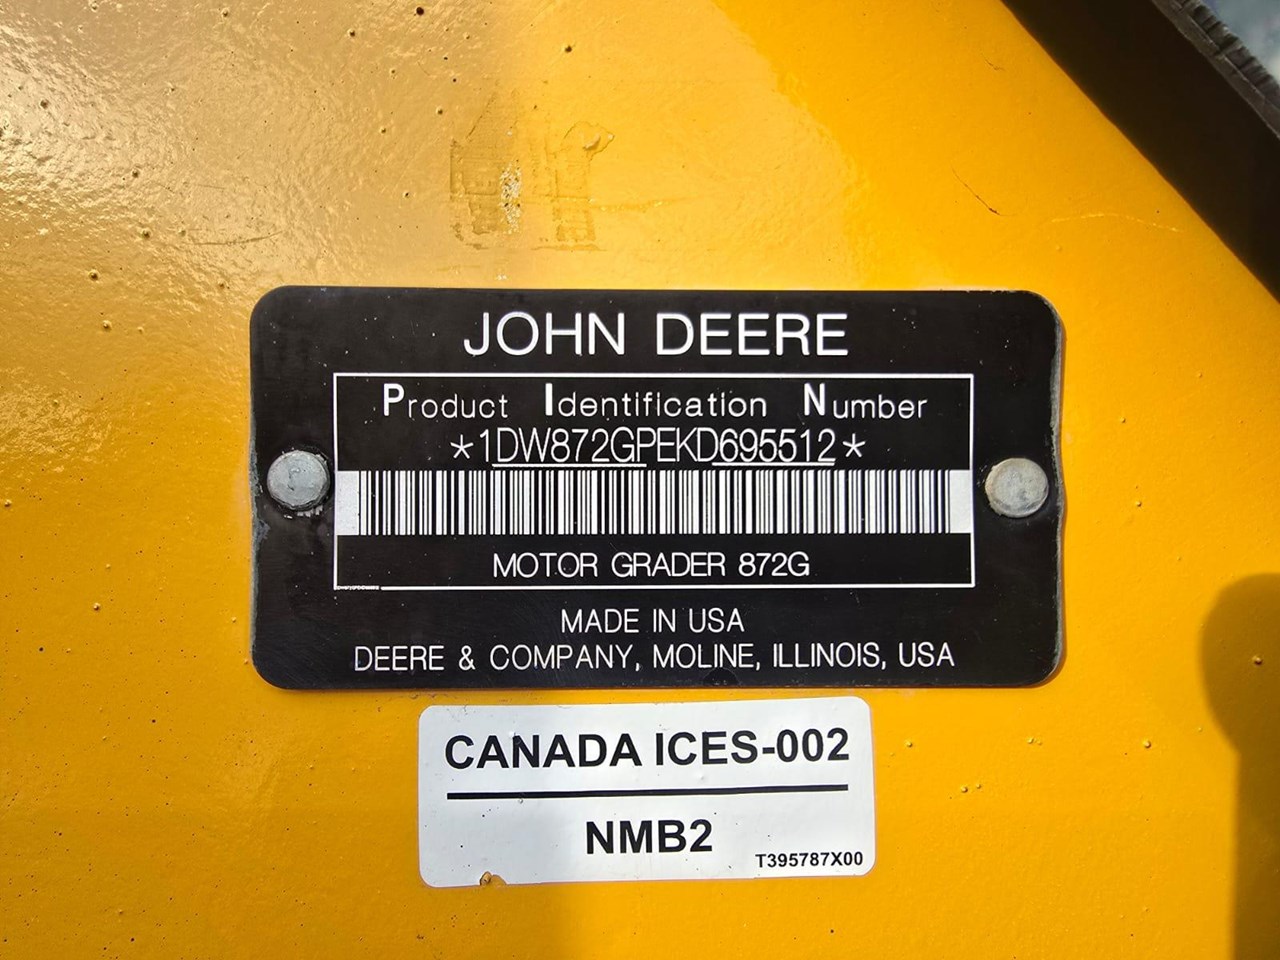 JOHN DEERE
Product Identification Number
*1DW872GPEKD695512*
MOTOR GRADER 872G
MADE IN USA
DEERE & COMPANY, MOLINE, ILLINOIS, USA
CANADA ICES-002
NMB2
T395787X00